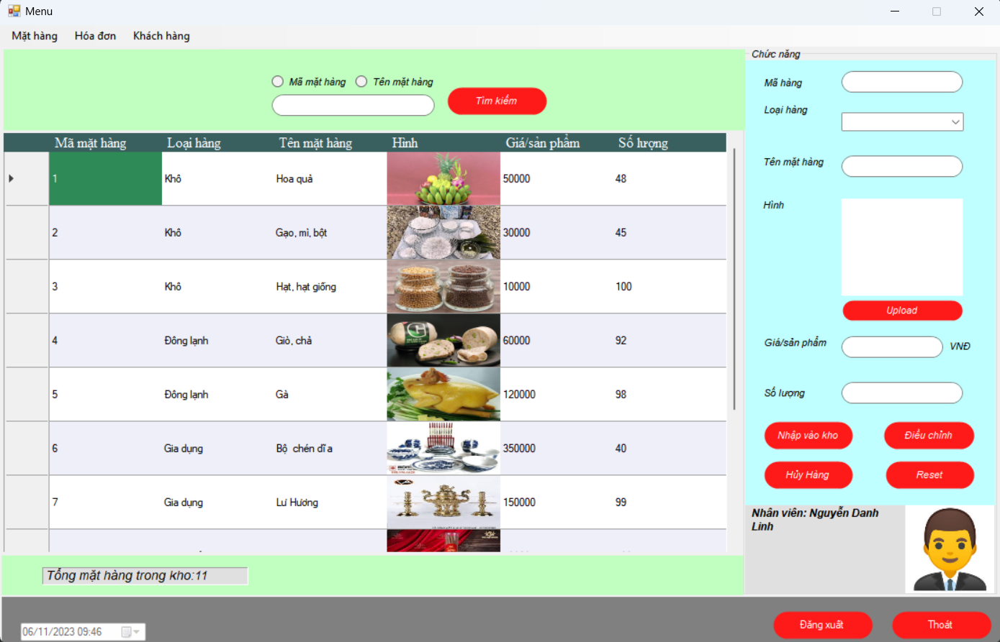 Menu
Mặt hàng Hóa đơn Khách hàng
Mã mặt hàng Tên mặt hàng
Tìm kiếm
Mã mặt hàng Loại hàng Tên mặt hàng Hình Giá/sản phẩm Số lượng
1 Khô Hoa quả 50000 48
2 Khô Gạo, mì, bột 30000 45
3 Khô Hạt, hạt giống 10000 100
4 Đông lạnh Giò, chả 60000 92
5 Đông lạnh Gà 120000 98
6 Gia dụng Bộ chén dĩa 350000 40
7 Gia dụng Lư Hương 150000 99
Tổng mặt hàng trong kho:11
06/11/2023 09:46
Chức năng
Mã hàng
Loại hàng
Tên mặt hàng
Hình
Upload
Giá/sản phẩm VNĐ
Số lượng
Nhập vào kho Điều chỉnh
Hủy Hàng Reset
Nhân viên: Nguyễn Danh
Linh
Đăng xuất Thoát